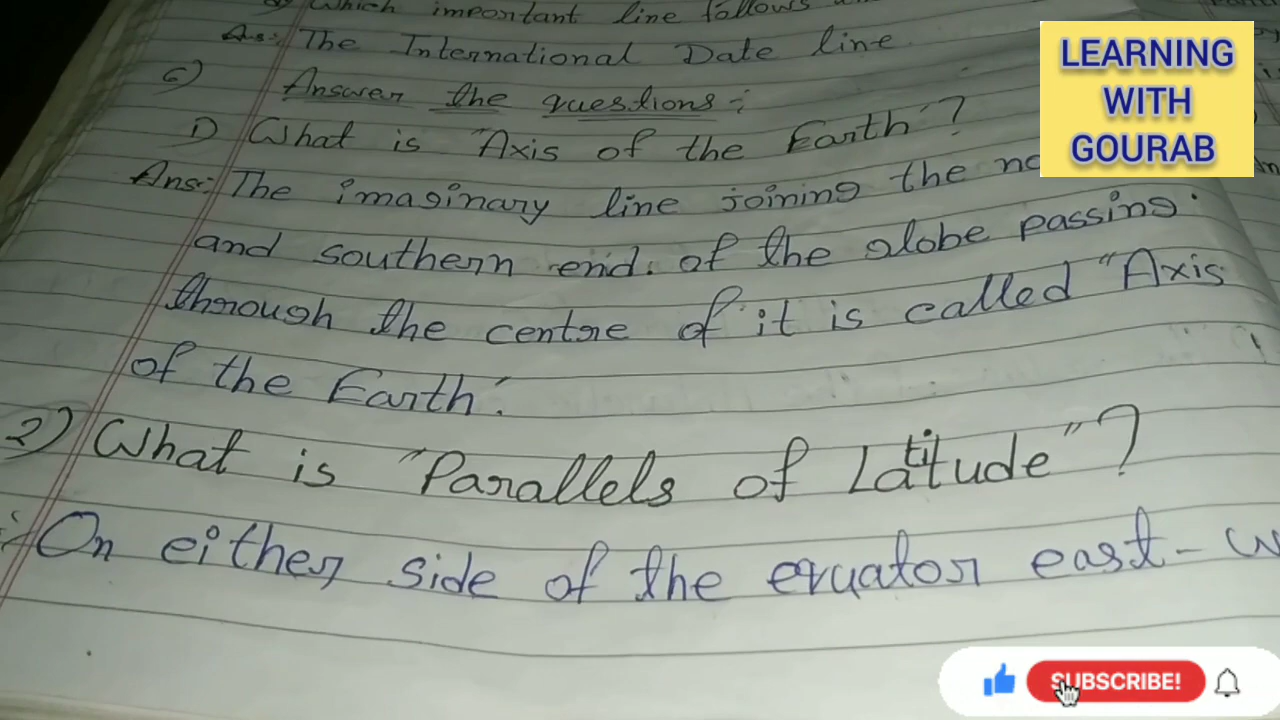 Which important line follows
Ans: The International Date line
C) Answer the questions:
1) What is "Axis of the Earth"?
Ans: The imaginary line joining the
and southern end. of the globe passing.
through the centre of it is called "Axis
of the Earth".
2) What is "Parallels of Latitude"?
On either side of the equator east-
LEARNING
WITH
GOURAB
SUBSCRIBE!